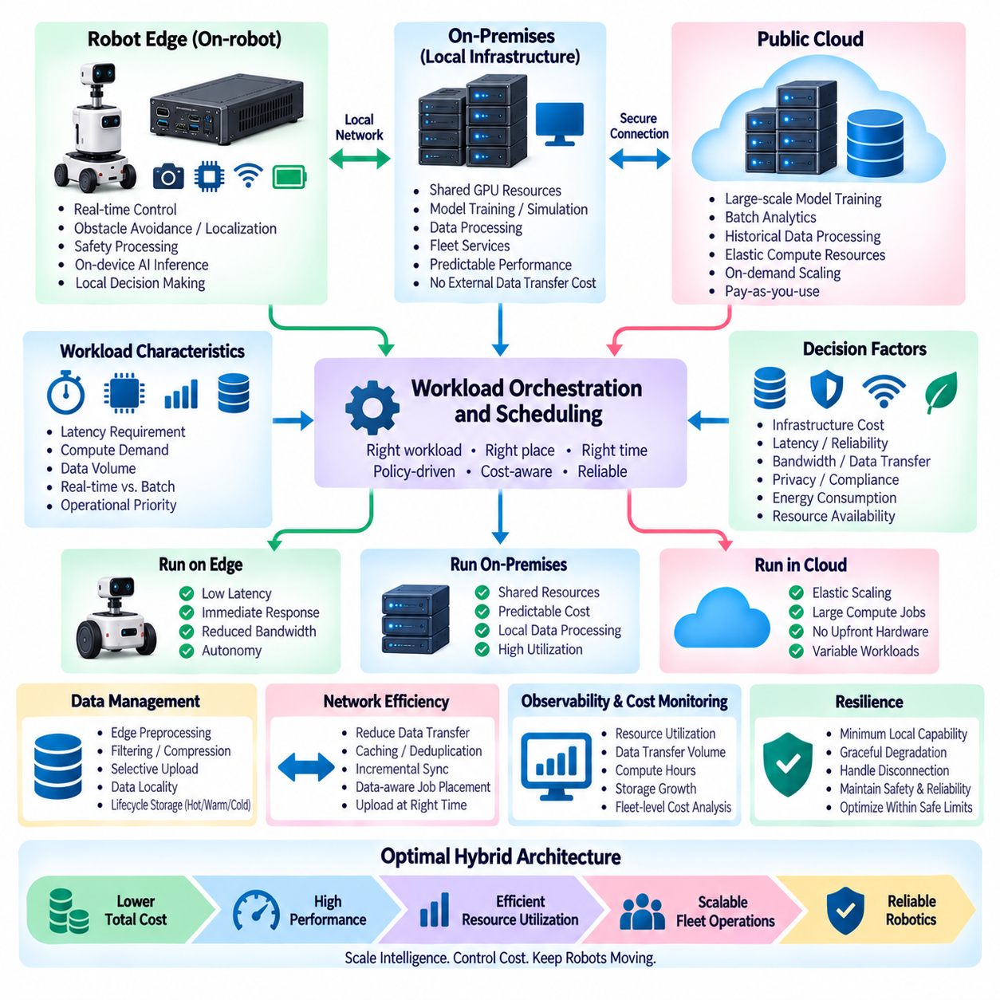 Robot Edge (On-robot)
Real-time Control
Obstacle Avoidance / Localization
Safety Processing
On-device AI Inference
Local Decision Making
Local
Network
On-Premises
(Local Infrastructure)
Shared GPU Resources
Model Training / Simulation
Data Processing
Fleet Services
Predictable Performance
No External Data Transfer Cost
Secure
Connection
Public Cloud
Large-scale Model Training
Batch Analytics
Historical Data Processing
Elastic Compute Resources
On-demand Scaling
Pay-as-you-use
Workload Characteristics
Latency Requirement
Compute Demand
Data Volume
Real-time vs. Batch
Operational Priority
Workload Orchestration
and Scheduling
Right workload • Right place • Right time
Policy-driven • Cost-aware • Reliable
Decision Factors
Infrastructure Cost
Latency / Reliability
Bandwidth / Data Transfer
Privacy / Compliance
Energy Consumption
Resource Availability
Run on Edge
Low Latency
Immediate Response
Reduced Bandwidth
Autonomy
Run On-Premises
Shared Resources
Predictable Cost
Local Data Processing
High Utilization
Run in Cloud
Elastic Scaling
Large Compute Jobs
No Upfront Hardware
Variable Workloads
Data Management
Edge Preprocessing
Filtering / Compression
Selective Upload
Data Locality
Lifecycle Storage (Hot/Warm/Cold)
Network Efficiency
Reduce Data Transfer
Caching / Deduplication
Incremental Sync
Data-aware Job Placement
Upload at Right Time
Observability & Cost Monitoring
Resource Utilization
Data Transfer Volume
Compute Hours
Storage Growth
Fleet-level Cost Analysis
Resilience
Minimum Local Capability
Graceful Degradation
Handle Disconnection
Maintain Safety & Reliability
Optimize Within Safe Limits
Optimal Hybrid Architecture
Lower
Total Cost
High
Performance
Efficient
Resource Utilization
Scalable
Fleet Operations
Reliable
Robotics
Scale Intelligence. Control Cost. Keep Robots Moving.